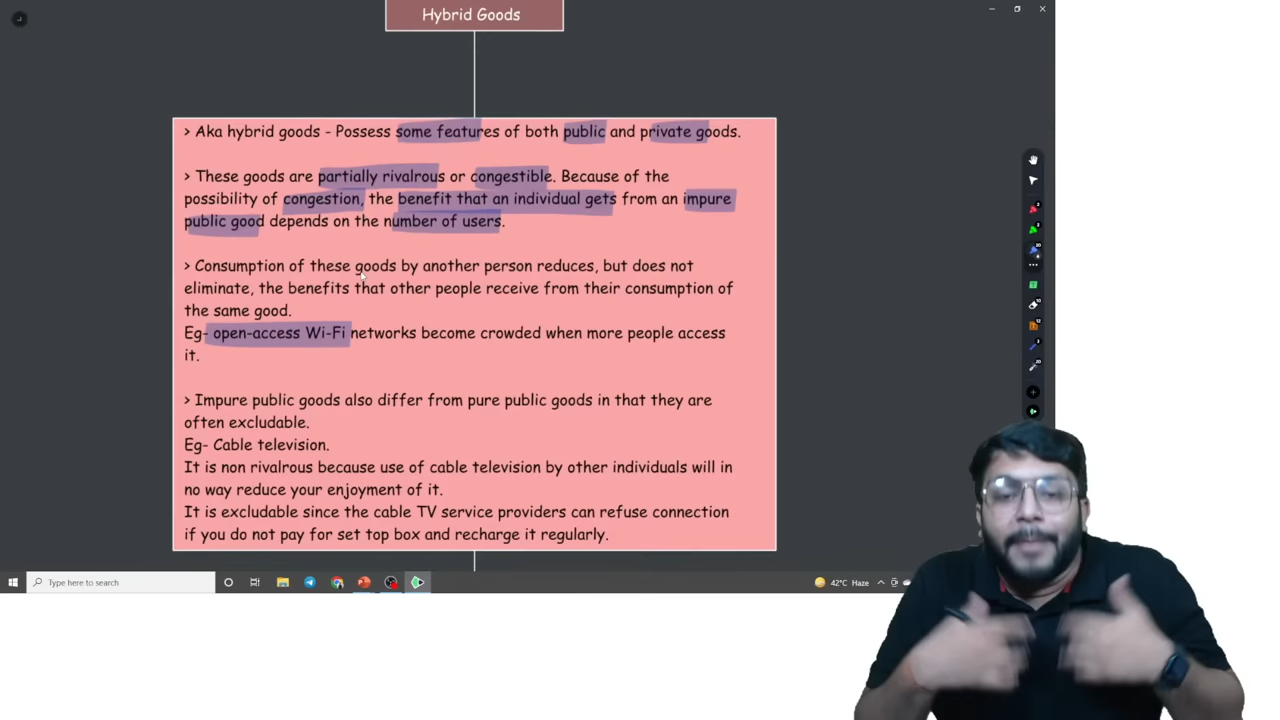 Hybrid Goods
> Aka hybrid goods - Possess some features of both public and private goods.
> These goods are partially rivalrous or congestible. Because of the
possibility of congestion, the benefit that an individual gets from an impure
public good depends on the number of users.
> Consumption of these goods by another person reduces, but does not
eliminate, the benefits that other people receive from their consumption of
the same good.
Eg- open-access Wi-Fi networks become crowded when more people access
it.
> Impure public goods also differ from pure public goods in that they are
often excludable.
Eg- Cable television.
It is non rivalrous because use of cable television by other individuals will in
no way reduce your enjoyment of it.
It is excludable since the cable TV service providers can refuse connection
if you do not pay for set top box and recharge it regularly.
Type here to search
42°C Haze